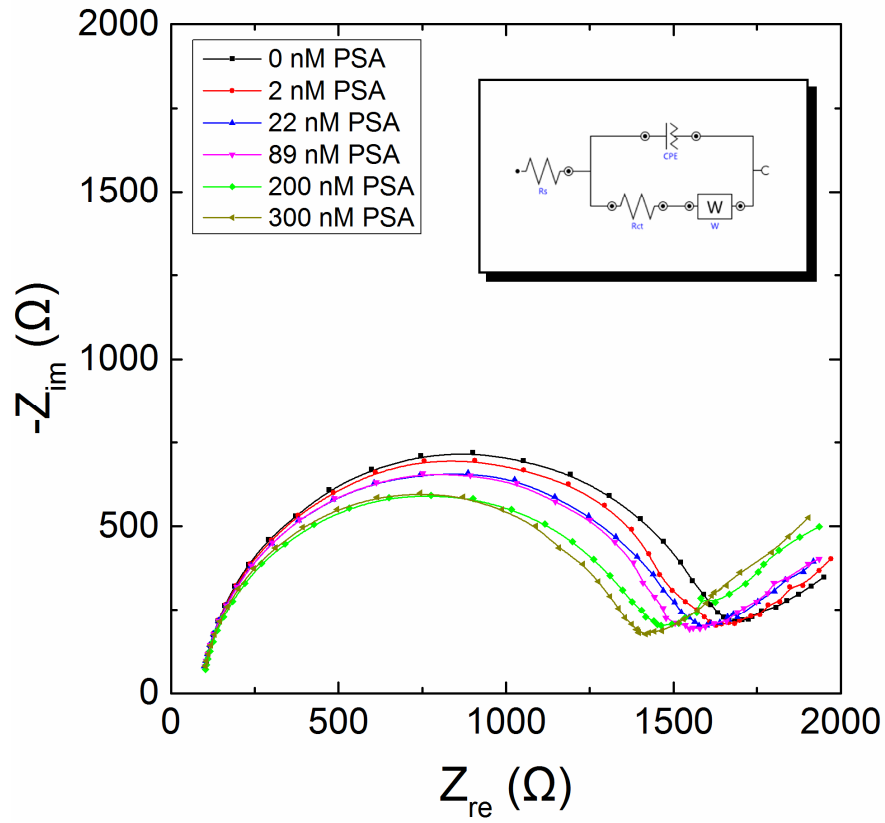 2000
1500
1000
500
0
-Z_im (Ω)
0 nM PSA
2 nM PSA
22 nM PSA
89 nM PSA
200 nM PSA
300 nM PSA
CPE
Rs
Rct
W
W
0
500
1000
1500
2000
Z_re (Ω)